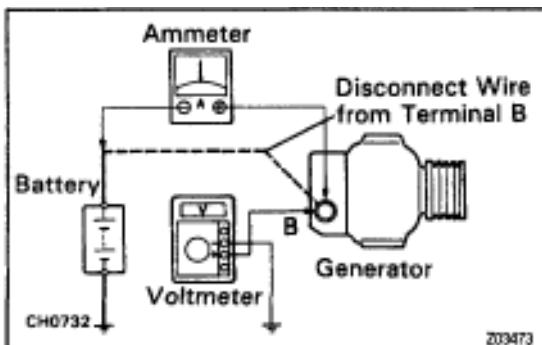 Ammeter
⊖ A ⊕
Disconnect Wire
from Terminal B
Battery
V
B
Generator
Voltmeter
CH0732
Z03473